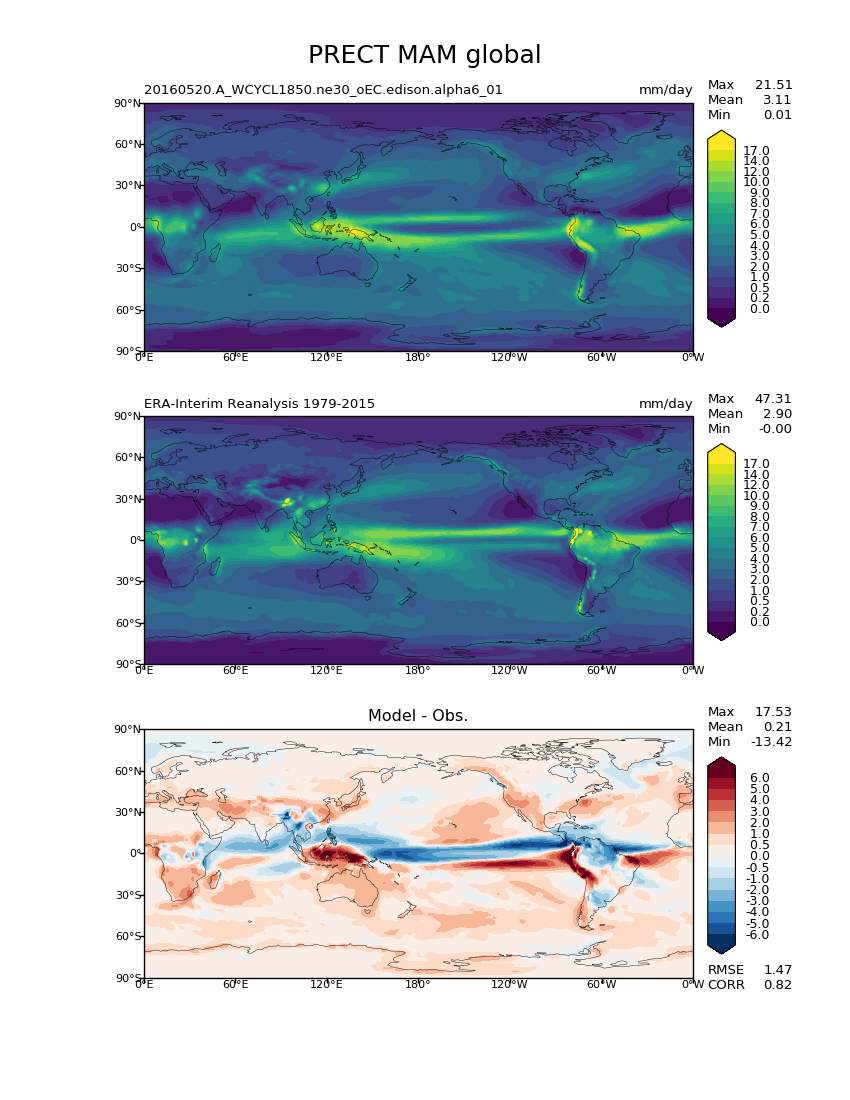 PRECT MAM global
20160520.A_WCYCL1850.ne30_oEC.edison.alpha6_01
mm/day
Max 21.51
Mean 3.11
Min 0.01
90°N
60°N
30°N
0°
30°S
60°S
90°S
0°E 60°E 120°E 180° 120°W 60°W 0°W
17.0
14.0
12.0
10.0
9.0
8.0
7.0
6.0
5.0
4.0
3.0
2.0
1.0
0.5
0.2
0.0
ERA-Interim Reanalysis 1979-2015
mm/day
Max 47.31
Mean 2.90
Min -0.00
90°N
60°N
30°N
0°
30°S
60°S
90°S
0°E 60°E 120°E 180° 120°W 60°W 0°W
17.0
14.0
12.0
10.0
9.0
8.0
7.0
6.0
5.0
4.0
3.0
2.0
1.0
0.5
0.2
0.0
Model - Obs.
Max 17.53
Mean 0.21
Min -13.42
90°N
60°N
30°N
0°
30°S
60°S
90°S
0°E 60°E 120°E 180° 120°W 60°W 0°W
6.0
5.0
4.0
3.0
2.0
1.0
0.5
0.0
-0.5
-1.0
-2.0
-3.0
-4.0
-5.0
-6.0
RMSE 1.47
CORR 0.82